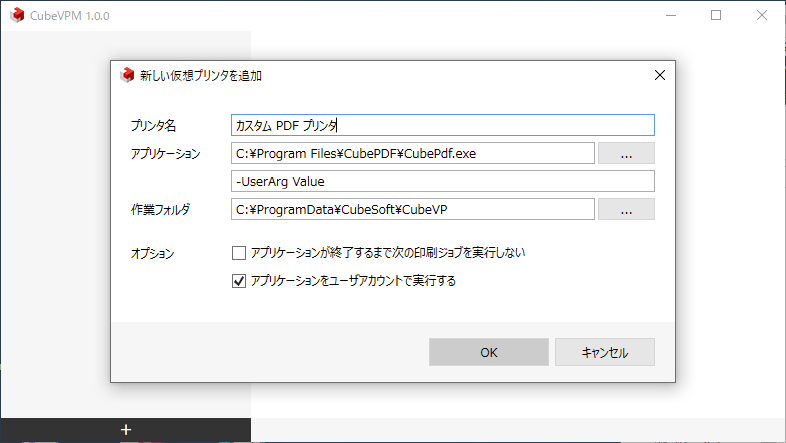 CubeVPM 1.0.0
新しい仮想プリンタを追加
プリンタ名
カスタム PDF プリンタ
アプリケーション
C:¥Program Files¥CubePDF¥CubePdf.exe
...
-UserArg Value
作業フォルダ
C:¥ProgramData¥CubeSoft¥CubeVP
...
オプション
アプリケーションが終了するまで次の印刷ジョブを実行しない
アプリケーションをユーザアカウントで実行する
OK
キャンセル
+